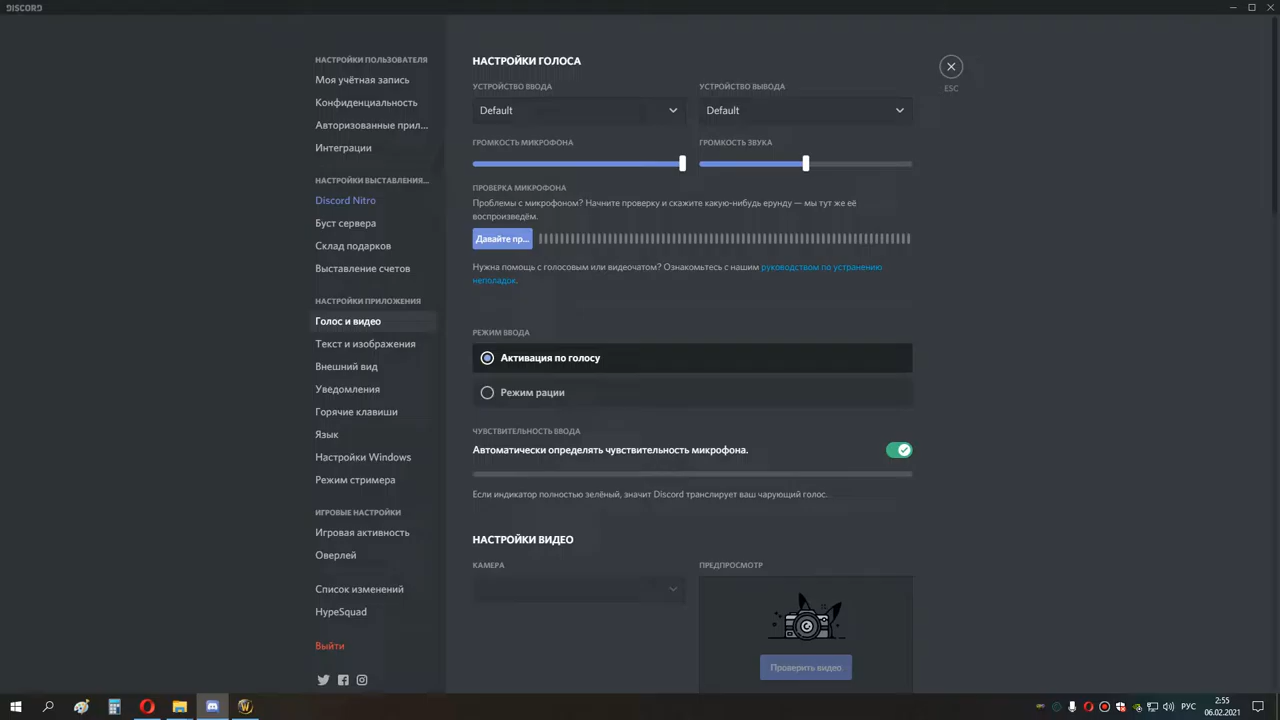 DISCORD
НАСТРОЙКИ ПОЛЬЗОВАТЕЛЯ
Моя учётная запись
Конфиденциальность
Авторизованные прил...
Интеграции
НАСТРОЙКИ ВЫСТАВЛЕНИЯ...
Discord Nitro
Буст сервера
Склад подарков
Выставление счетов
НАСТРОЙКИ ПРИЛОЖЕНИЯ
Голос и видео
Текст и изображения
Внешний вид
Уведомления
Горячие клавиши
Язык
Настройки Windows
Режим стримера
ИГРОВЫЕ НАСТРОЙКИ
Игровая активность
Оверлей
Список изменений
HypeSquad
Выйти
НАСТРОЙКИ ГОЛОСА
ESC
УСТРОЙСТВО ВВОДА
УСТРОЙСТВО ВЫВОДА
Default
Default
ГРОМКОСТЬ МИКРОФОНА
ГРОМКОСТЬ ЗВУКА
ПРОВЕРКА МИКРОФОНА
Проблемы с микрофоном? Начните проверку и скажите какую-нибудь ерунду — мы тут же её
воспроизведём.
Давайте пр...
Нужна помощь с голосовым или видеочатом? Ознакомьтесь с нашим руководством по устранению
неполадок.
РЕЖИМ ВВОДА
Активация по голосу
Режим рации
ЧУВСТВИТЕЛЬНОСТЬ ВВОДА
Автоматически определять чувствительность микрофона.
Если индикатор полностью зелёный, значит Discord транслирует ваш чарующий голос.
НАСТРОЙКИ ВИДЕО
КАМЕРА
ПРЕДПРОСМОТР
Проверить видео
РУС
2:55
06.02.2021